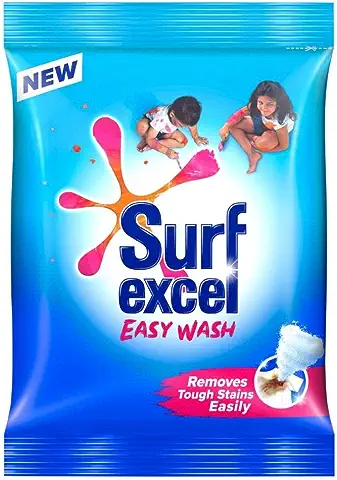 NEW
Surf
excel
EASY WASH
Removes
Tough Stains
Easily